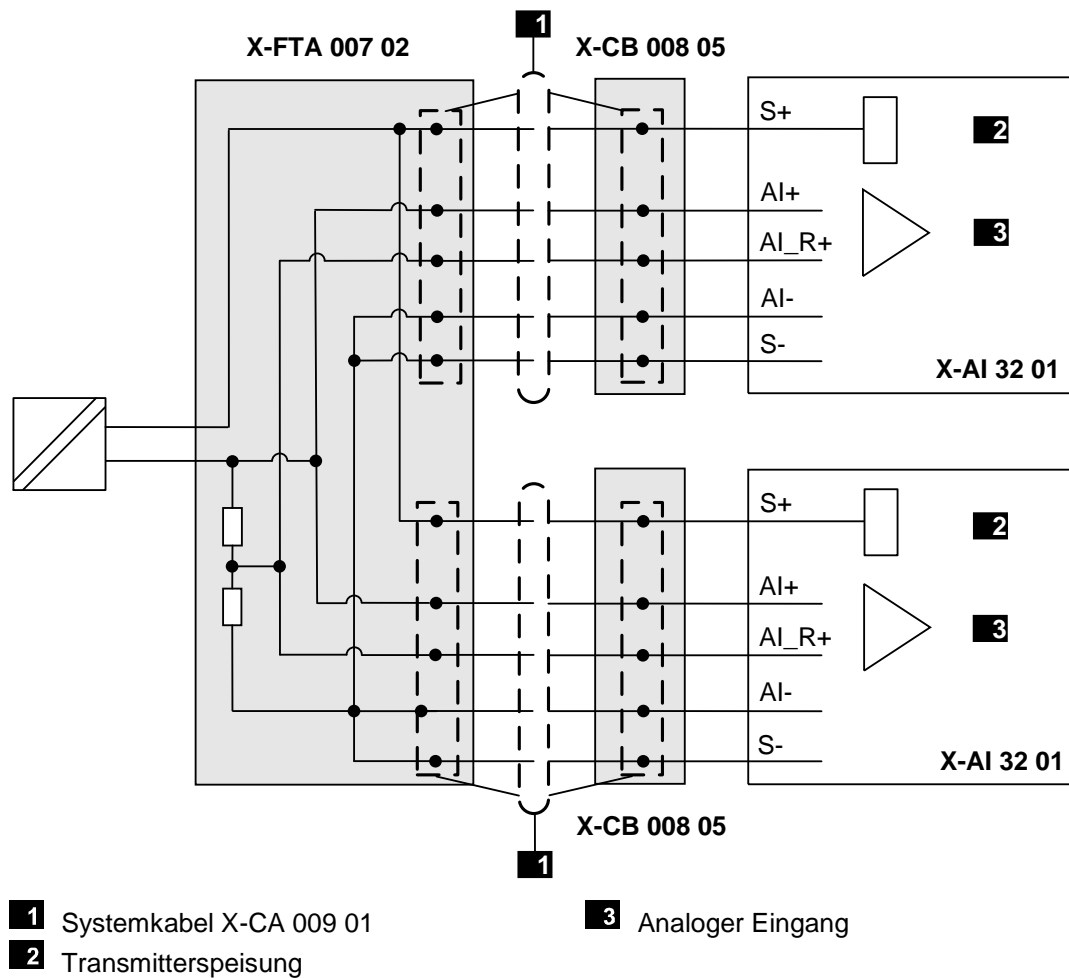 1
X-FTA 007 02
X-CB 008 05
S+
2
AI+
3
AI_R+
AI-
S-
X-AI 32 01
S+
2
AI+
3
AI_R+
AI-
S-
X-AI 32 01
X-CB 008 05
1
1 Systemkabel X-CA 009 01
3 Analoger Eingang
2 Transmitterspeisung